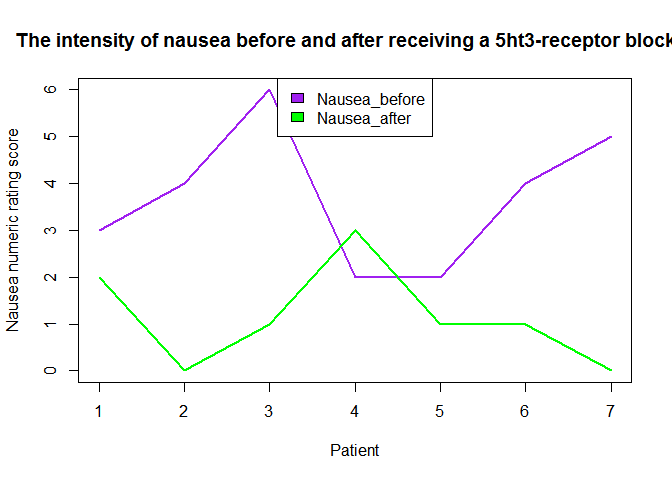 The intensity of nausea before and after receiving a 5ht3-receptor block
Nausea_before
Nausea_after
Nausea numeric rating score
6
5
4
3
2
1
0
1 2 3 4 5 6 7
Patient